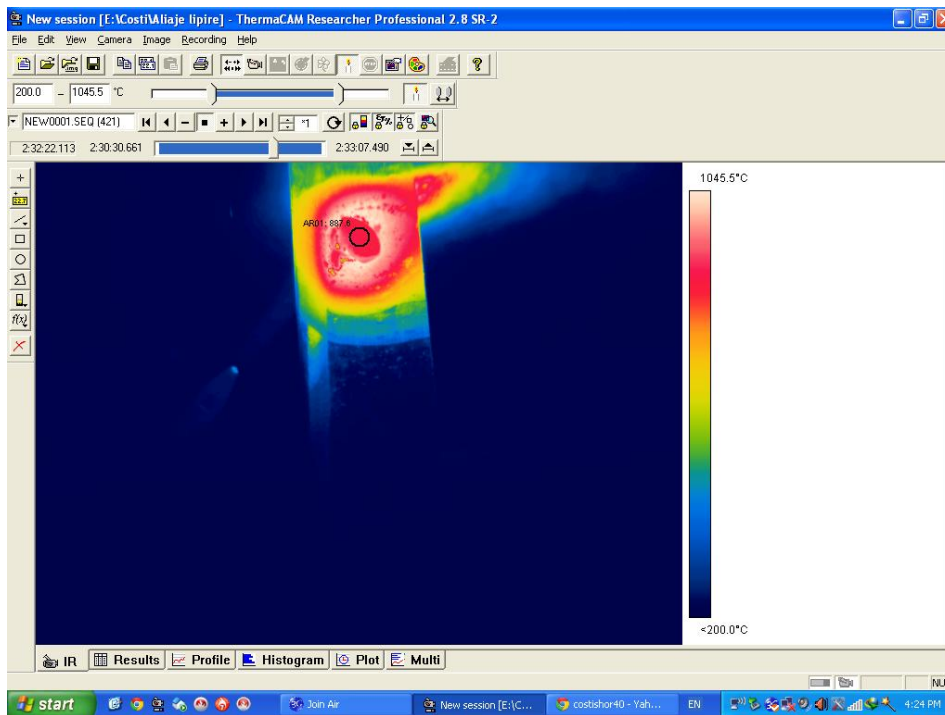 New session [E:\Costi\Aliaje lipire] - ThermaCAM Researcher Professional 2.8 SR-2
File Edit View Camera Image Recording Help
200.0 - 1045.5 °C
NEW0001.SEQ (421) ×1
2:32:22.113 2:30:30.661 2:33:07.490
1045.5°C
AR01: 887.6
f(x)
<200.0°C
IR Results Profile Histogram Plot Multi
NU
start Join Air New session [E:\C... costishor40 - Yah... EN 4:24 PM